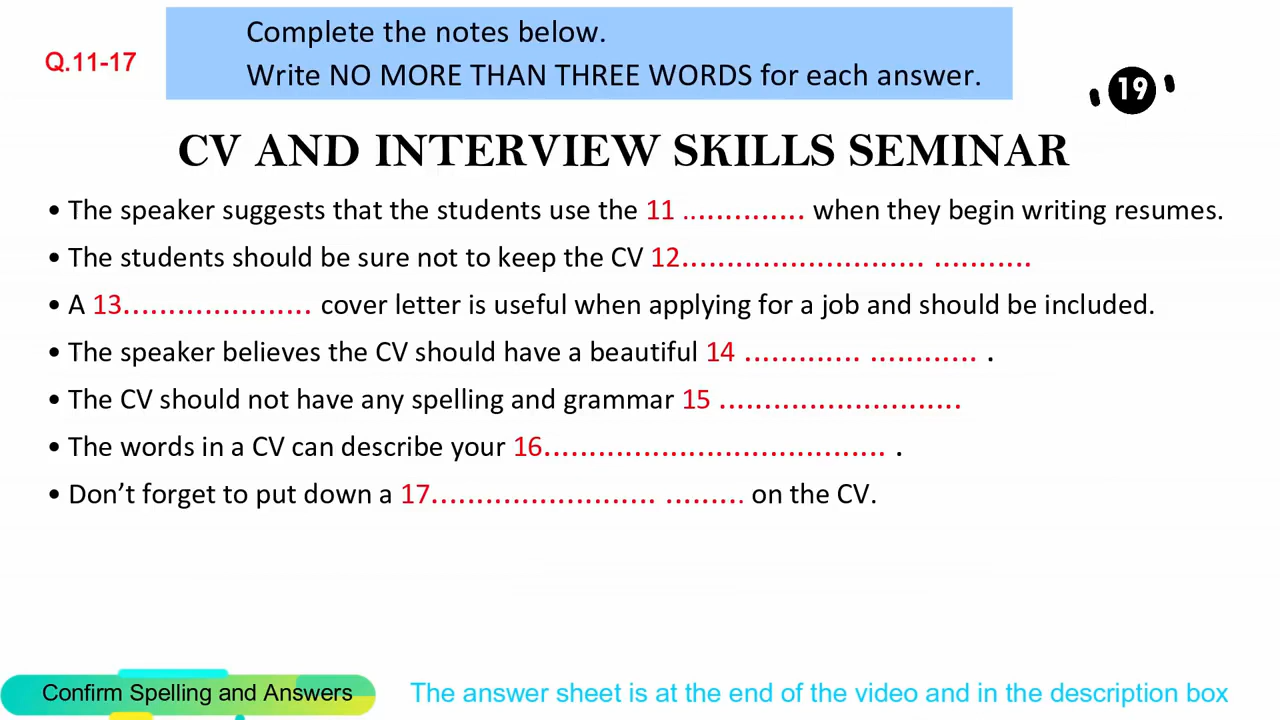 Q.11-17
Complete the notes below.
Write NO MORE THAN THREE WORDS for each answer.
19
CV AND INTERVIEW SKILLS SEMINAR
• The speaker suggests that the students use the 11 .............. when they begin writing resumes.
• The students should be sure not to keep the CV 12........................... ...........
• A 13..................... cover letter is useful when applying for a job and should be included.
• The speaker believes the CV should have a beautiful 14 ............. ............ .
• The CV should not have any spelling and grammar 15 ...........................
• The words in a CV can describe your 16...................................... .
• Don’t forget to put down a 17......................... ......... on the CV.
Confirm Spelling and Answers
The answer sheet is at the end of the video and in the description box